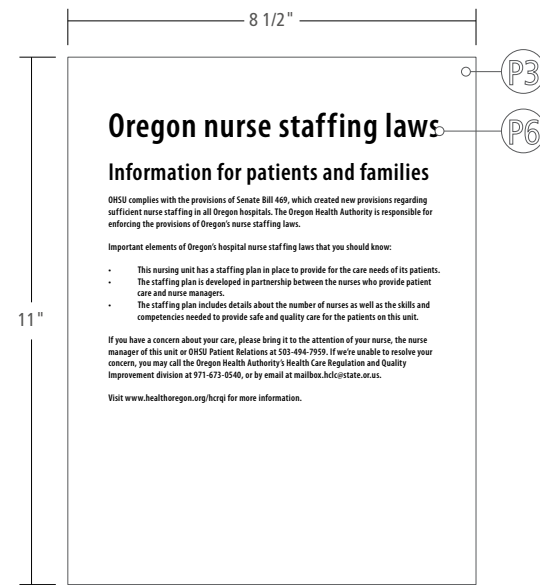 8 1/2"
P3
Oregon nurse staffing laws
P6
Information for patients and families
OHSU complies with the provisions of Senate Bill 469, which created new provisions regarding
sufficient nurse staffing in all Oregon hospitals. The Oregon Health Authority is responsible for
enforcing the provisions of Oregon's nurse staffing laws.
Important elements of Oregon's hospital nurse staffing laws that you should know:
• This nursing unit has a staffing plan in place to provide for the care needs of its patients.
• The staffing plan is developed in partnership between the nurses who provide patient
care and nurse managers.
• The staffing plan includes details about the number of nurses as well as the skills and
competencies needed to provide safe and quality care for the patients on this unit.
11"
If you have a concern about your care, please bring it to the attention of your nurse, the nurse
manager of this unit or OHSU Patient Relations at 503-494-7959. If we're unable to resolve your
concern, you may call the Oregon Health Authority's Health Care Regulation and Quality
Improvement division at 971-673-0540, or by email at mailbox.hclc@state.or.us.
Visit www.healthoregon.org/hcrqi for more information.